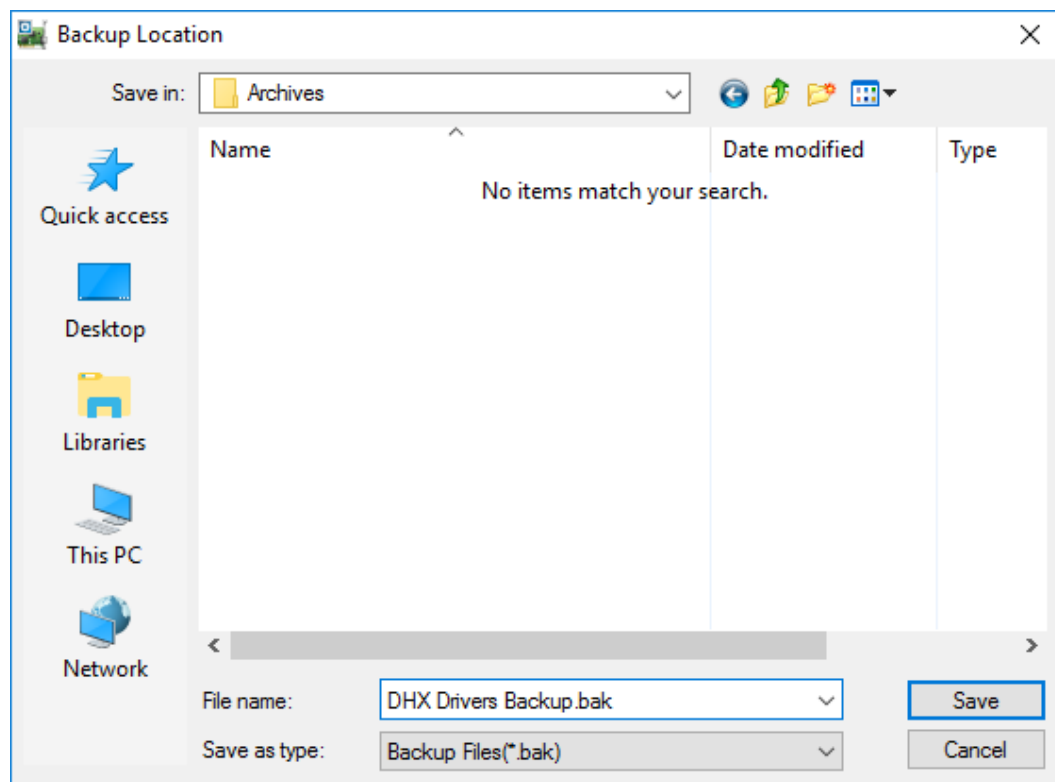 Backup Location
Save in: Archives
Name Date modified Type
No items match your search.
Quick access
Desktop
Libraries
This PC
Network
File name: DHX Drivers Backup.bak Save
Save as type: Backup Files(*.bak) Cancel